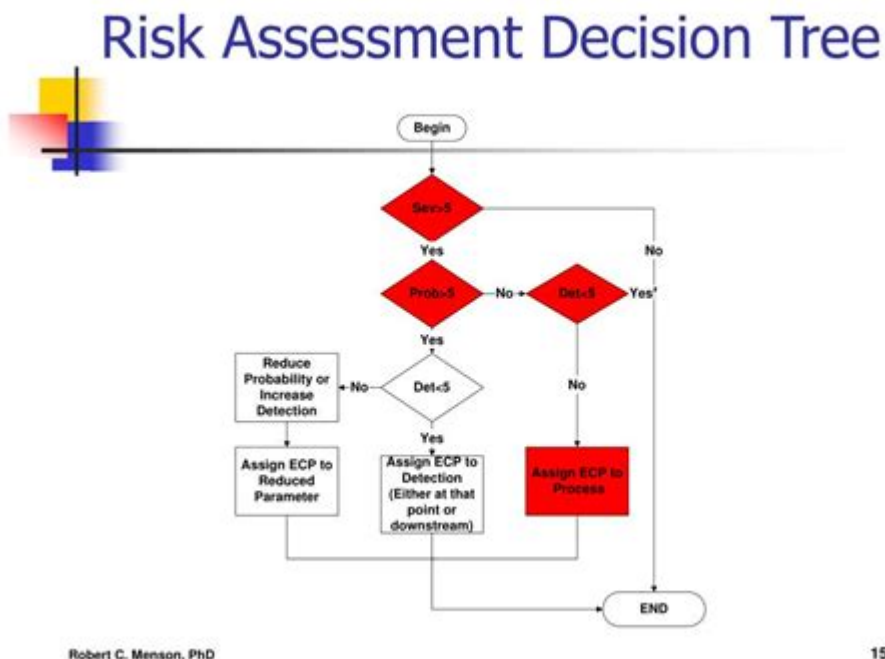 Risk Assessment Decision Tree
Begin
Sev>5
Yes
No
Prob>5
No
Det<5
Yes'
Yes
Reduce
Probability or
Increase
Detection
No
Det<5
No
Yes
Assign ECP to
Reduced
Parameter
Assign ECP to
Detection
(Either at that
point or
downstream)
Assign ECP to
Process
END
Robert C. Menson, PhD
15